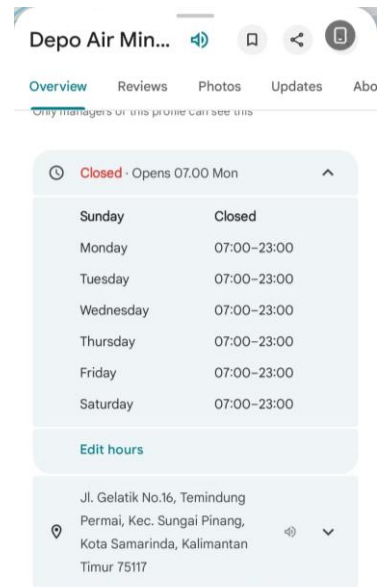 Depo Air Min...
Overview Reviews Photos Updates Abo
Only managers of this profile can see this
Closed · Opens 07.00 Mon
Sunday Closed
Monday 07:00–23:00
Tuesday 07:00–23:00
Wednesday 07:00–23:00
Thursday 07:00–23:00
Friday 07:00–23:00
Saturday 07:00–23:00
Edit hours
Jl. Gelatik No.16, Temindung
Permai, Kec. Sungai Pinang,
Kota Samarinda, Kalimantan
Timur 75117